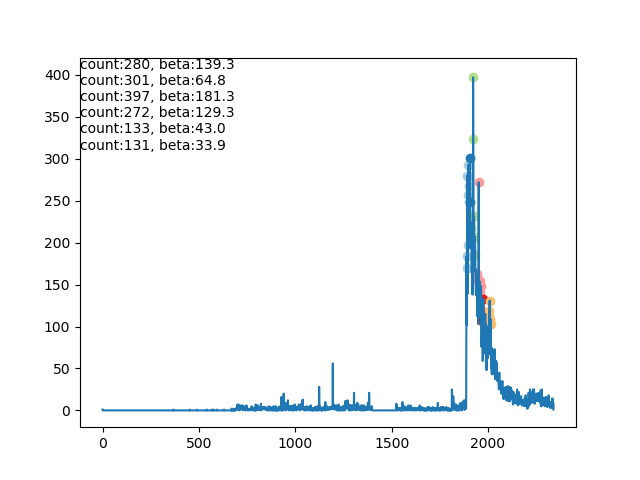 count:280, beta:139.3
count:301, beta:64.8
count:397, beta:181.3
count:272, beta:129.3
count:133, beta:43.0
count:131, beta:33.9
400
350
300
250
200
150
100
50
0
0 500 1000 1500 2000